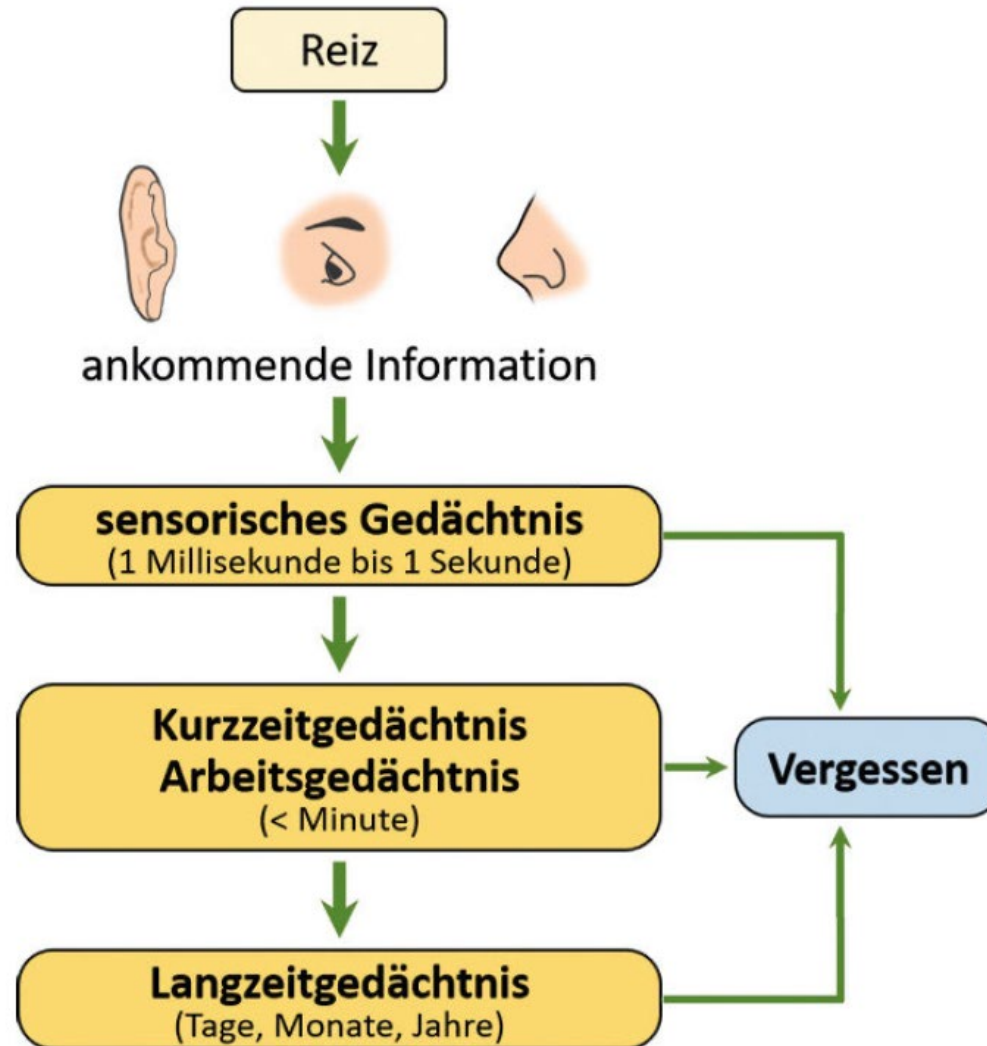 Reiz
ankommende Information
sensorisches Gedächtnis
(1 Millisekunde bis 1 Sekunde)
Kurzzeitgedächtnis
Arbeitsgedächtnis
(< Minute)
Vergessen
Langzeitgedächtnis
(Tage, Monate, Jahre)